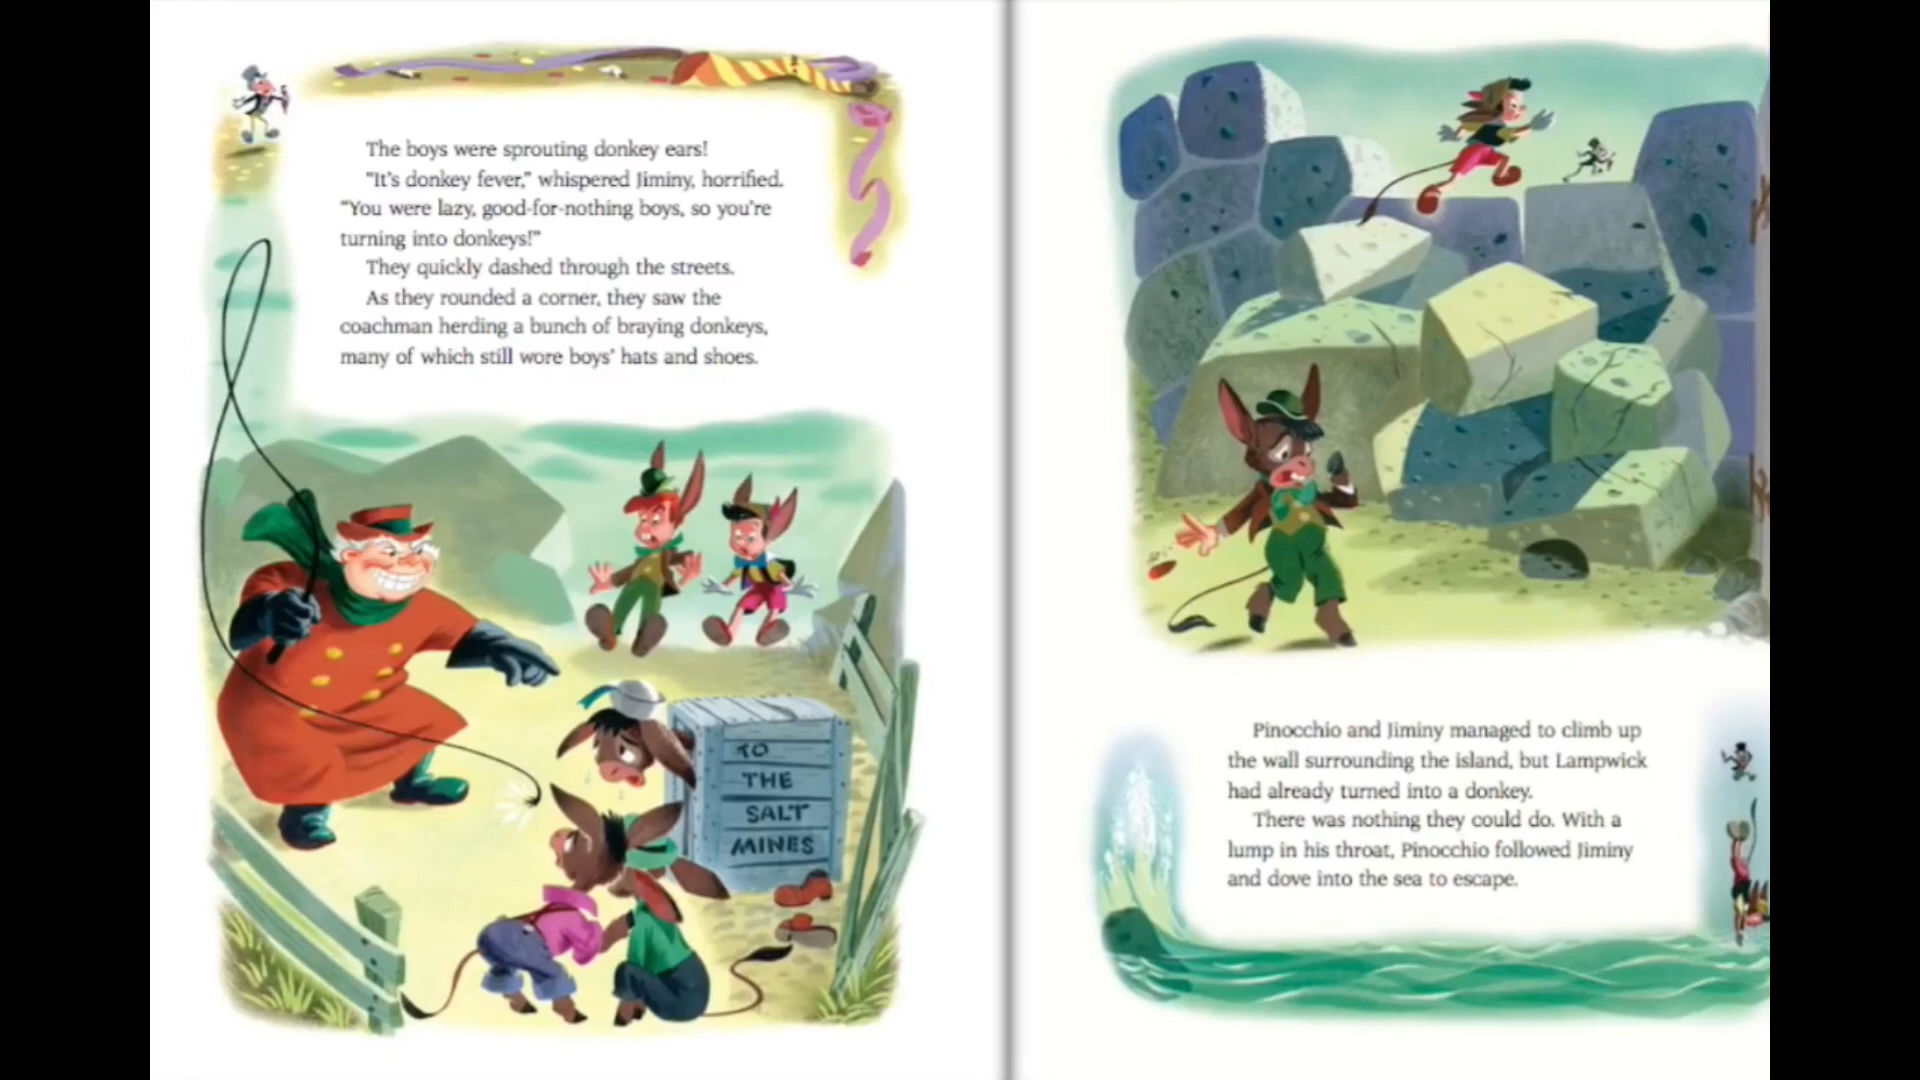 The boys were sprouting donkey ears!
“It’s donkey fever,” whispered Jiminy, horrified.
“You were lazy, good-for-nothing boys, so you’re
turning into donkeys!”
They quickly dashed through the streets.
As they rounded a corner, they saw the
coachman herding a bunch of braying donkeys,
many of which still wore boys’ hats and shoes.
TO
THE
SALT
MINES
Pinocchio and Jiminy managed to climb up
the wall surrounding the island, but Lampwick
had already turned into a donkey.
There was nothing they could do. With a
lump in his throat, Pinocchio followed Jiminy
and dove into the sea to escape.